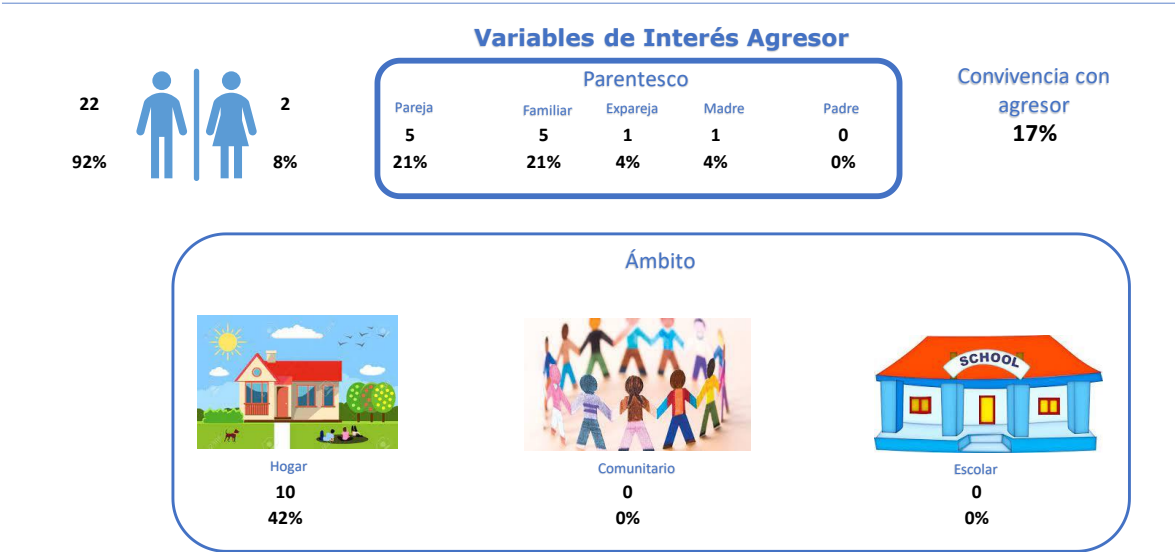 Variables de Interés Agresor
22 2
92% 8%
Parentesco
Pareja Familiar Expareja Madre Padre
5 5 1 1 0
21% 21% 4% 4% 0%
Convivencia con
agresor
17%
Ámbito
SCHOOL
Hogar Comunitario Escolar
10 0 0
42% 0% 0%